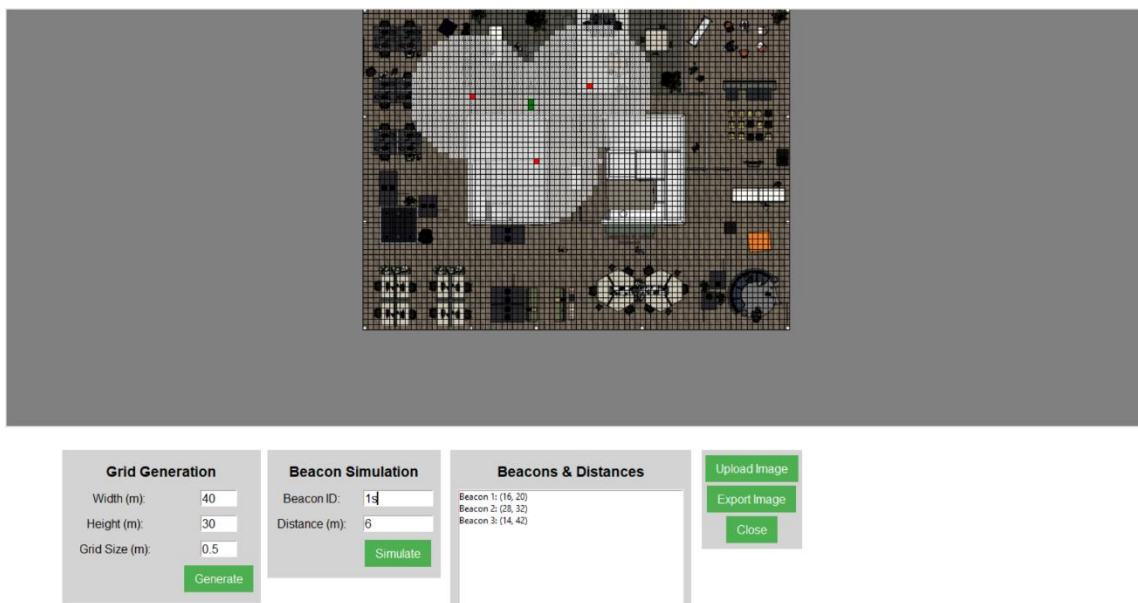 Grid Generation
Width (m): 40
Height (m): 30
Grid Size (m): 0.5
Generate
Beacon Simulation
Beacon ID: 1s
Distance (m): 6
Simulate
Beacons & Distances
Beacon 1: (16, 20)
Beacon 2: (28, 32)
Beacon 3: (14, 42)
Upload Image
Export Image
Close